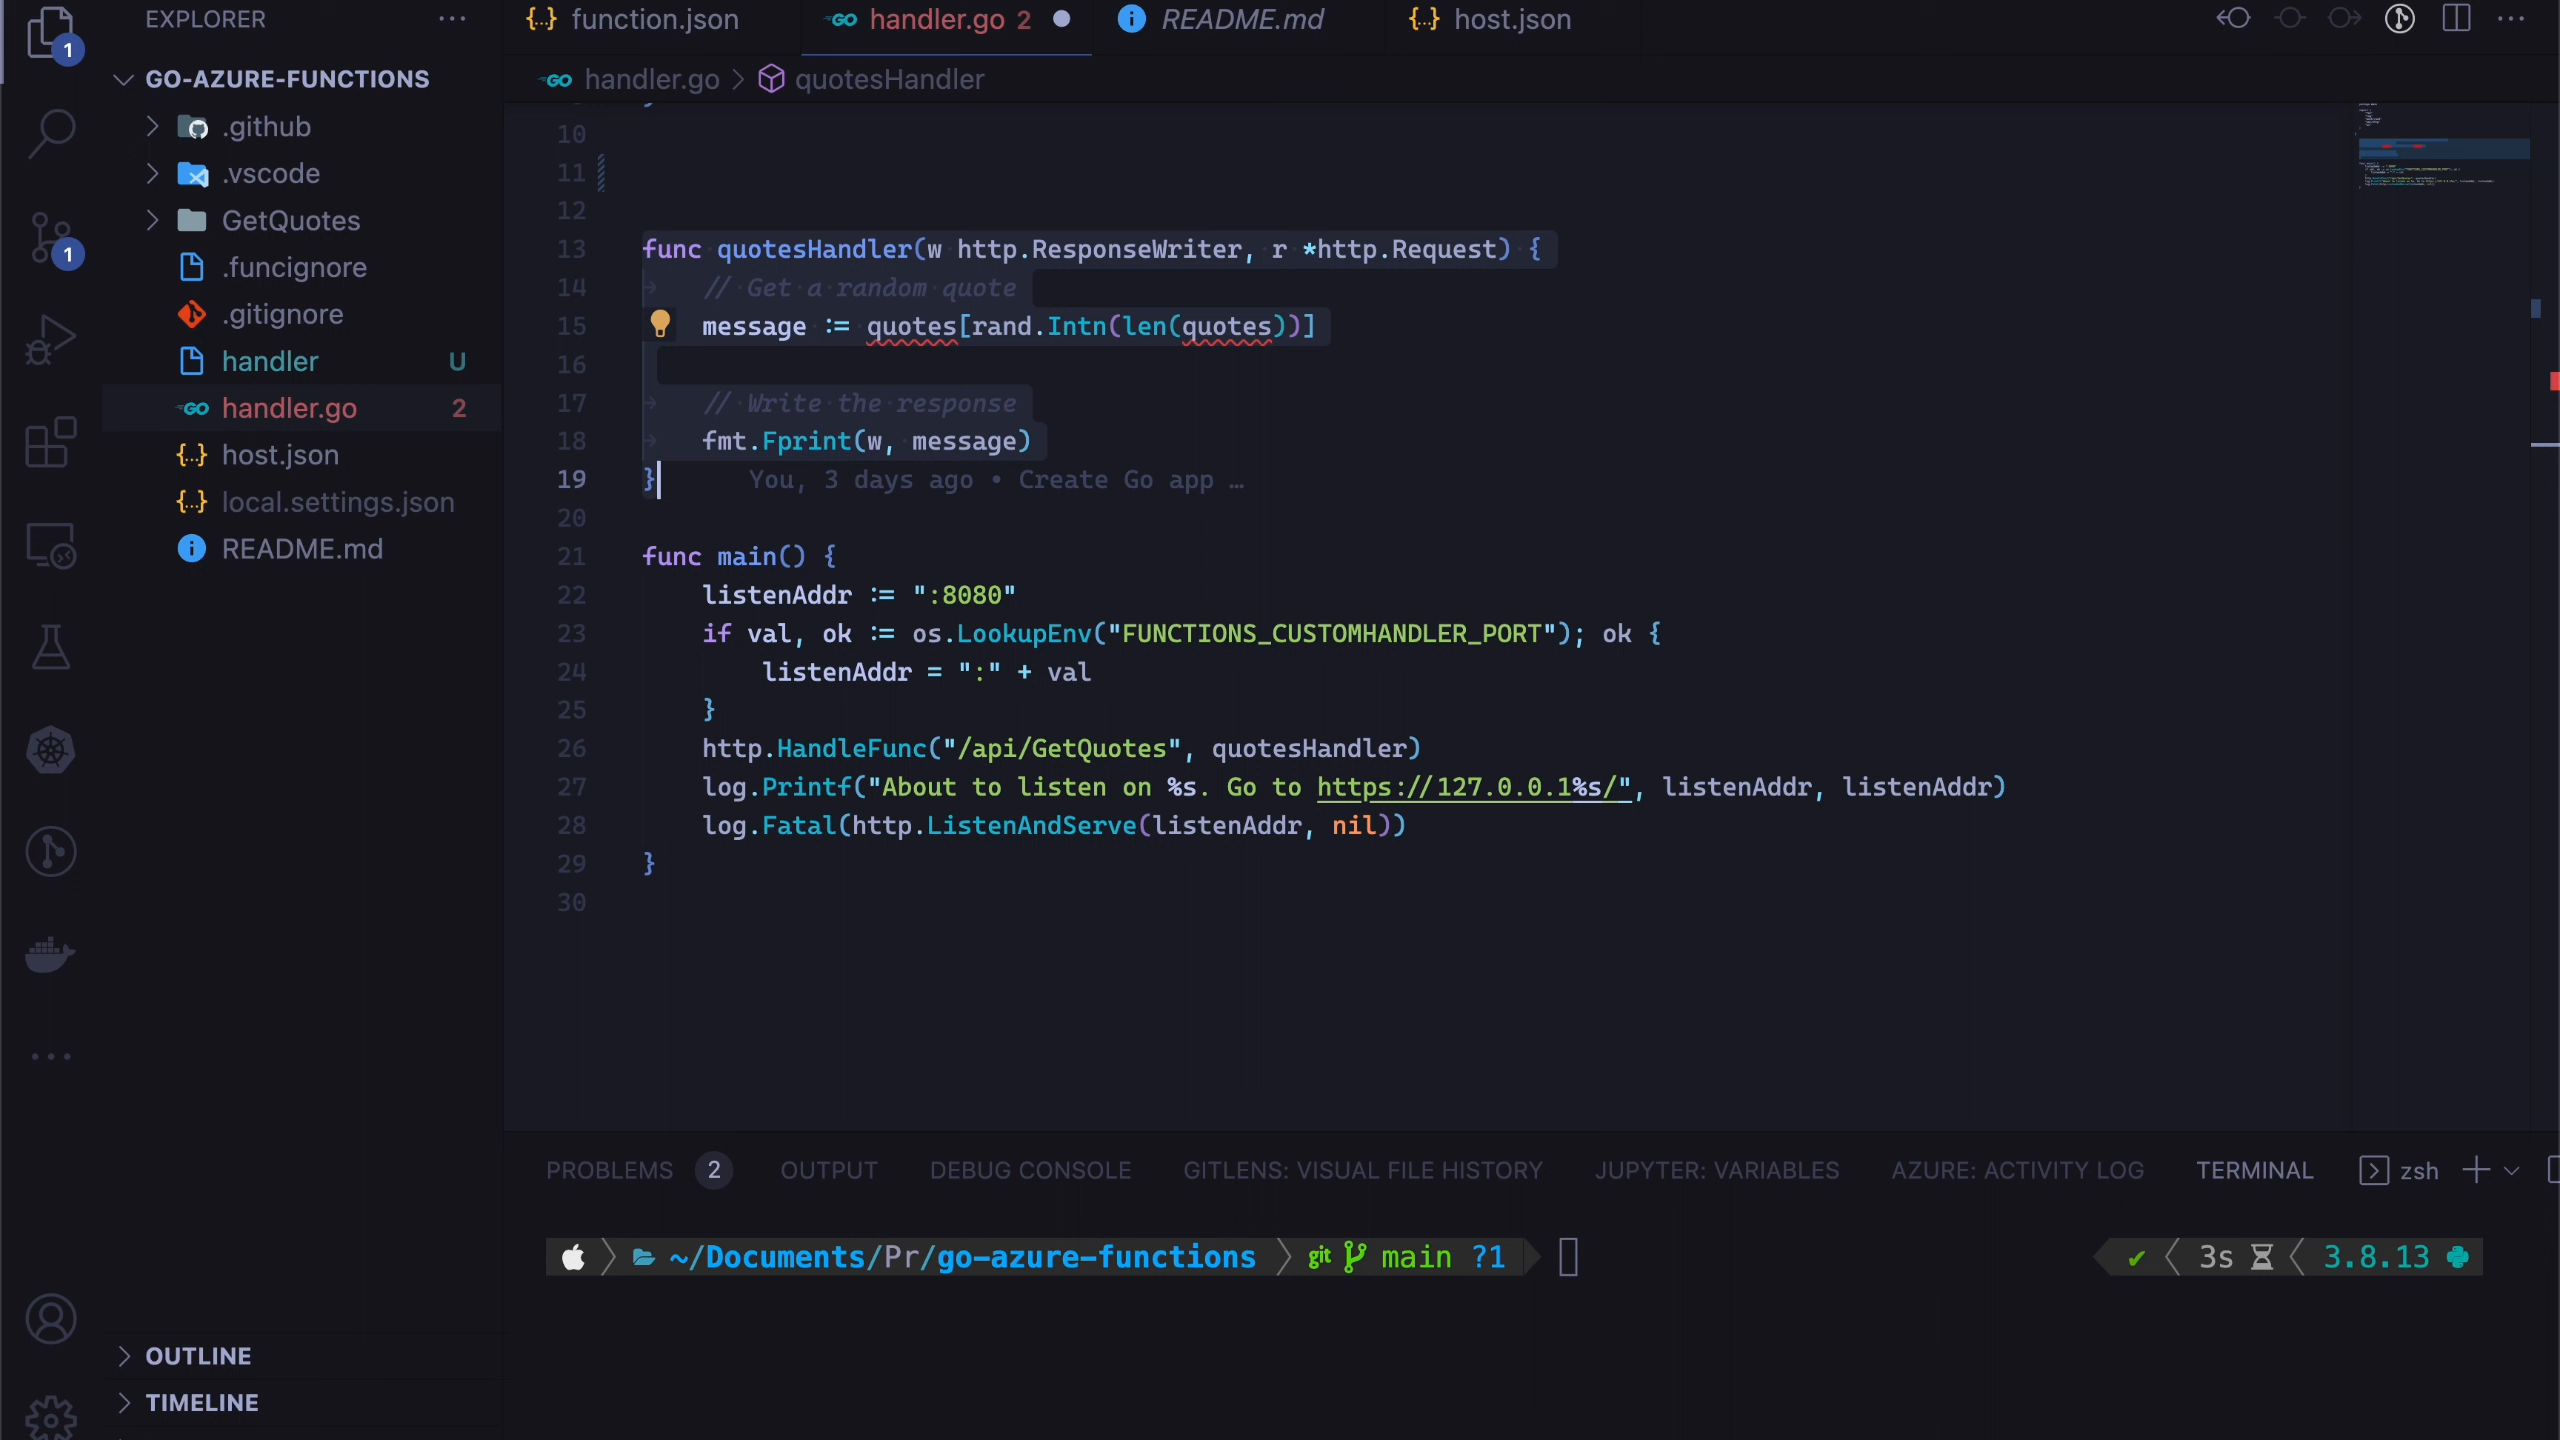 EXPLORER
function.json
handler.go 2
README.md
host.json
1
GO-AZURE-FUNCTIONS
handler.go > quotesHandler
.github
.vscode
GetQuotes
1
.funcignore
.gitignore
handler U
GO handler.go 2
host.json
local.settings.json
README.md
10
11
12
13 func quotesHandler(w http.ResponseWriter, r *http.Request) {
14 // Get a random quote
15 message := quotes[rand.Intn(len(quotes))]
16
17 // Write the response
18 fmt.Fprint(w, message)
19 } You, 3 days ago • Create Go app …
20
21 func main() {
22 listenAddr := ":8080"
23 if val, ok := os.LookupEnv("FUNCTIONS_CUSTOMHANDLER_PORT"); ok {
24 listenAddr = ":" + val
25 }
26 http.HandleFunc("/api/GetQuotes", quotesHandler)
27 log.Printf("About to listen on %s. Go to https://127.0.0.1%s/", listenAddr, listenAddr)
28 log.Fatal(http.ListenAndServe(listenAddr, nil))
29 }
30
PROBLEMS 2 OUTPUT DEBUG CONSOLE GITLENS: VISUAL FILE HISTORY JUPYTER: VARIABLES AZURE: ACTIVITY LOG TERMINAL zsh
~/Documents/Pr/go-azure-functions git main ?1 ✔ 3s 3.8.13
OUTLINE
TIMELINE